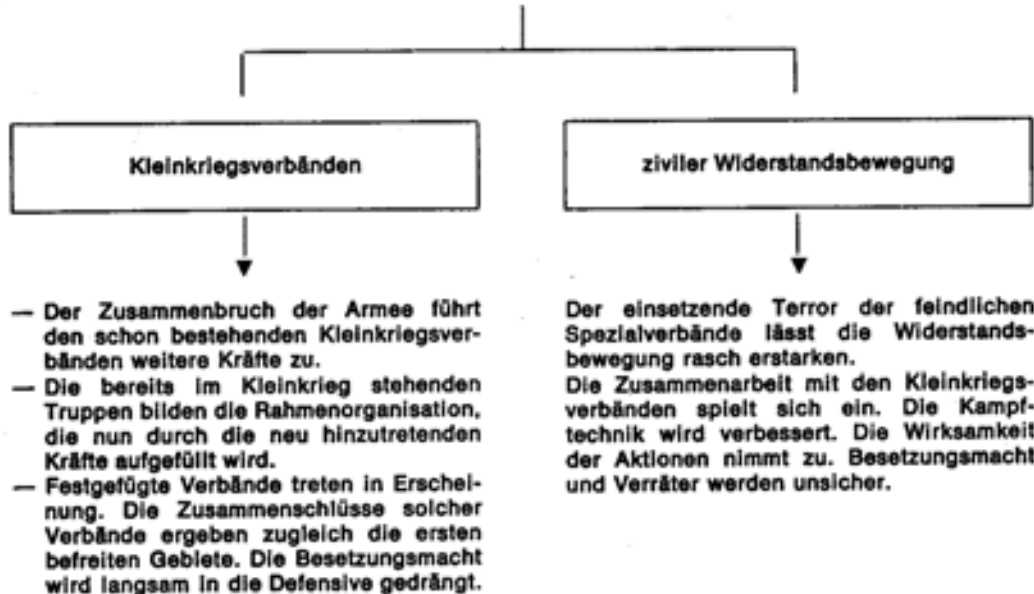 Kleinkriegsverbänden
— Der Zusammenbruch der Armee führt
den schon bestehenden Kleinkriegsver-
bänden weitere Kräfte zu.
— Die bereits im Kleinkrieg stehenden
Truppen bilden die Rahmenorganisation,
die nun durch die neu hinzutretenden
Kräfte aufgefüllt wird.
— Festgefügte Verbände treten in Erschei-
nung. Die Zusammenschlüsse solcher
Verbände ergeben zugleich die ersten
befreiten Gebiete. Die Besetzungsmacht
wird langsam in die Defensive gedrängt.
ziviler Widerstandsbewegung
Der einsetzende Terror der feindlichen
Spezialverbände lässt die Widerstands-
bewegung rasch erstarken.
Die Zusammenarbeit mit den Kleinkriegs-
verbänden spielt sich ein. Die Kampf-
technik wird verbessert. Die Wirksamkeit
der Aktionen nimmt zu. Besetzungsmacht
und Verräter werden unsicher.